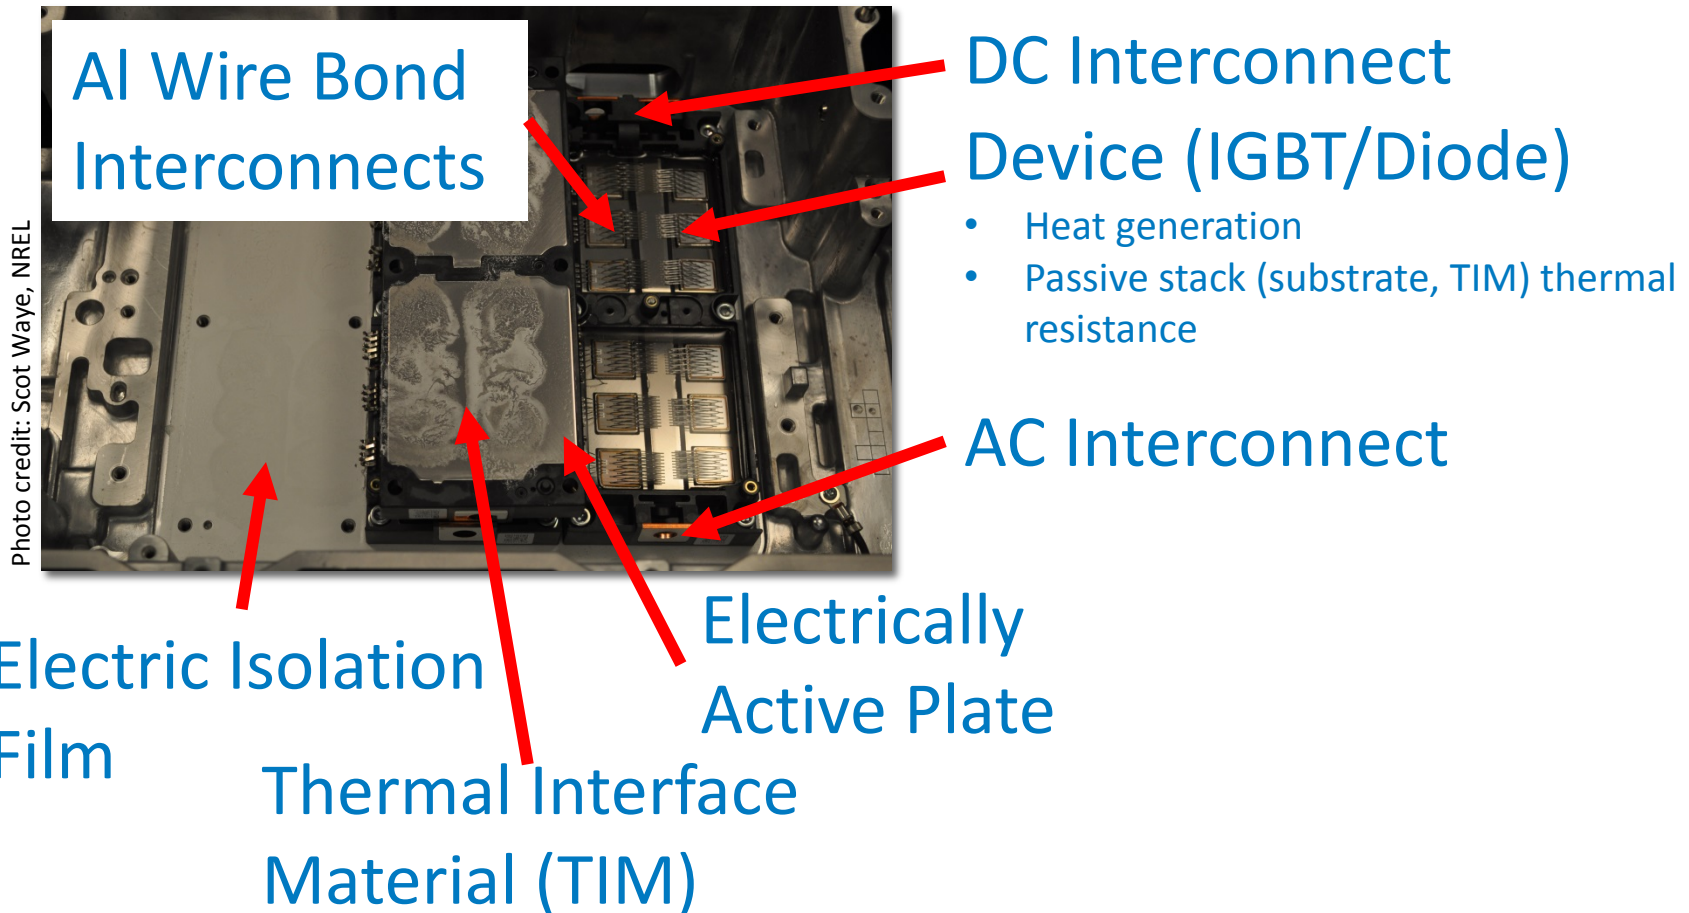 Al Wire Bond
Interconnects
DC Interconnect
Device (IGBT/Diode)
• Heat generation
• Passive stack (substrate, TIM) thermal
resistance
AC Interconnect
Electrically
Active Plate
Electric Isolation
Film
Thermal Interface
Material (TIM)
Photo credit: Scot Waye, NREL